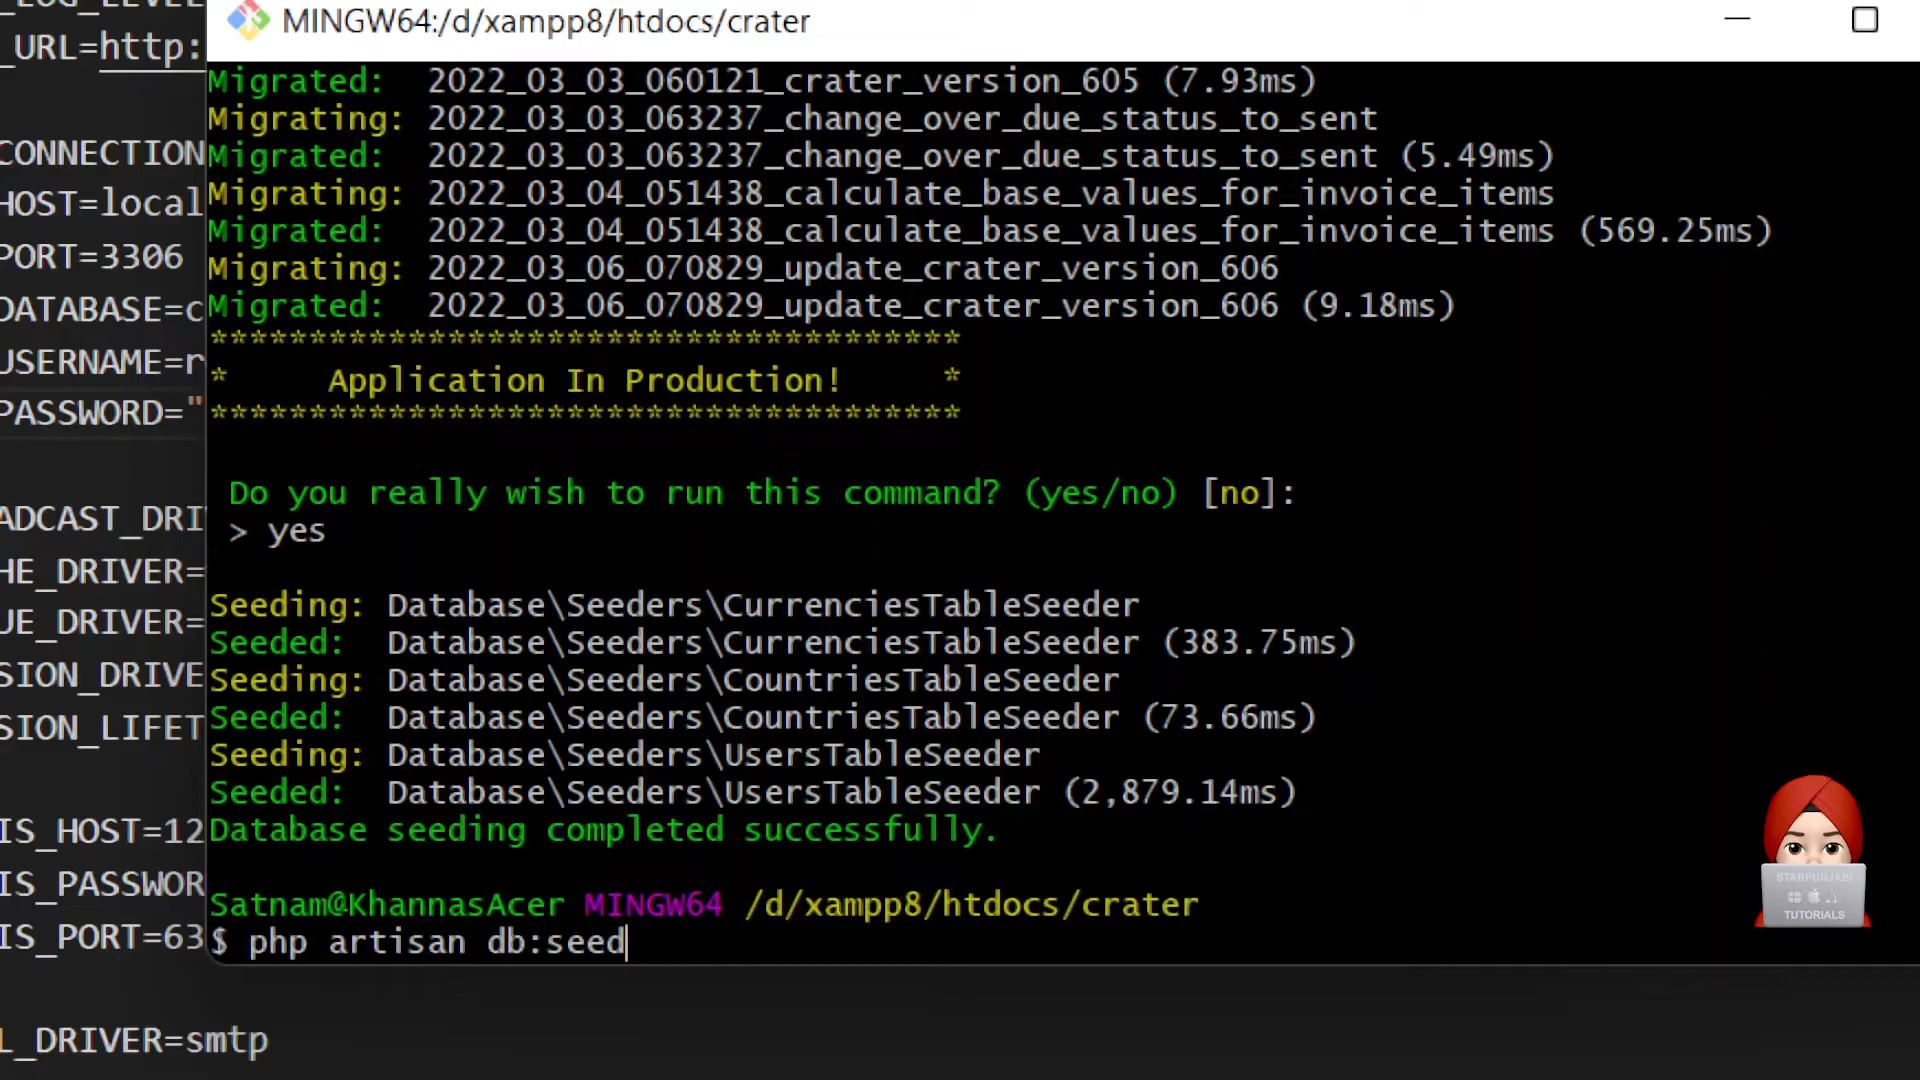 MINGW64:/d/xampp8/htdocs/crater
_URL=http:
CONNECTION
HOST=local
PORT=3306
DATABASE=c
USERNAME=r
PASSWORD="
ADCAST_DRI
HE_DRIVER=
UE_DRIVER=
SION_DRIVE
SION_LIFET
IS_HOST=12
IS_PASSWOR
IS_PORT=63
L_DRIVER=smtp
Migrated:  2022_03_03_060121_crater_version_605 (7.93ms)
Migrating: 2022_03_03_063237_change_over_due_status_to_sent
Migrated:  2022_03_03_063237_change_over_due_status_to_sent (5.49ms)
Migrating: 2022_03_04_051438_calculate_base_values_for_invoice_items
Migrated:  2022_03_04_051438_calculate_base_values_for_invoice_items (569.25ms)
Migrating: 2022_03_06_070829_update_crater_version_606
Migrated:  2022_03_06_070829_update_crater_version_606 (9.18ms)
**************************************
*     Application In Production!     *
**************************************
Do you really wish to run this command? (yes/no) [no]:
> yes
Seeding: Database\Seeders\CurrenciesTableSeeder
Seeded:  Database\Seeders\CurrenciesTableSeeder (383.75ms)
Seeding: Database\Seeders\CountriesTableSeeder
Seeded:  Database\Seeders\CountriesTableSeeder (73.66ms)
Seeding: Database\Seeders\UsersTableSeeder
Seeded:  Database\Seeders\UsersTableSeeder (2,879.14ms)
Database seeding completed successfully.
Satnam@KhannasAcer MINGW64 /d/xampp8/htdocs/crater
$ php artisan db:seed
STARPUNJABI
TUTORIALS